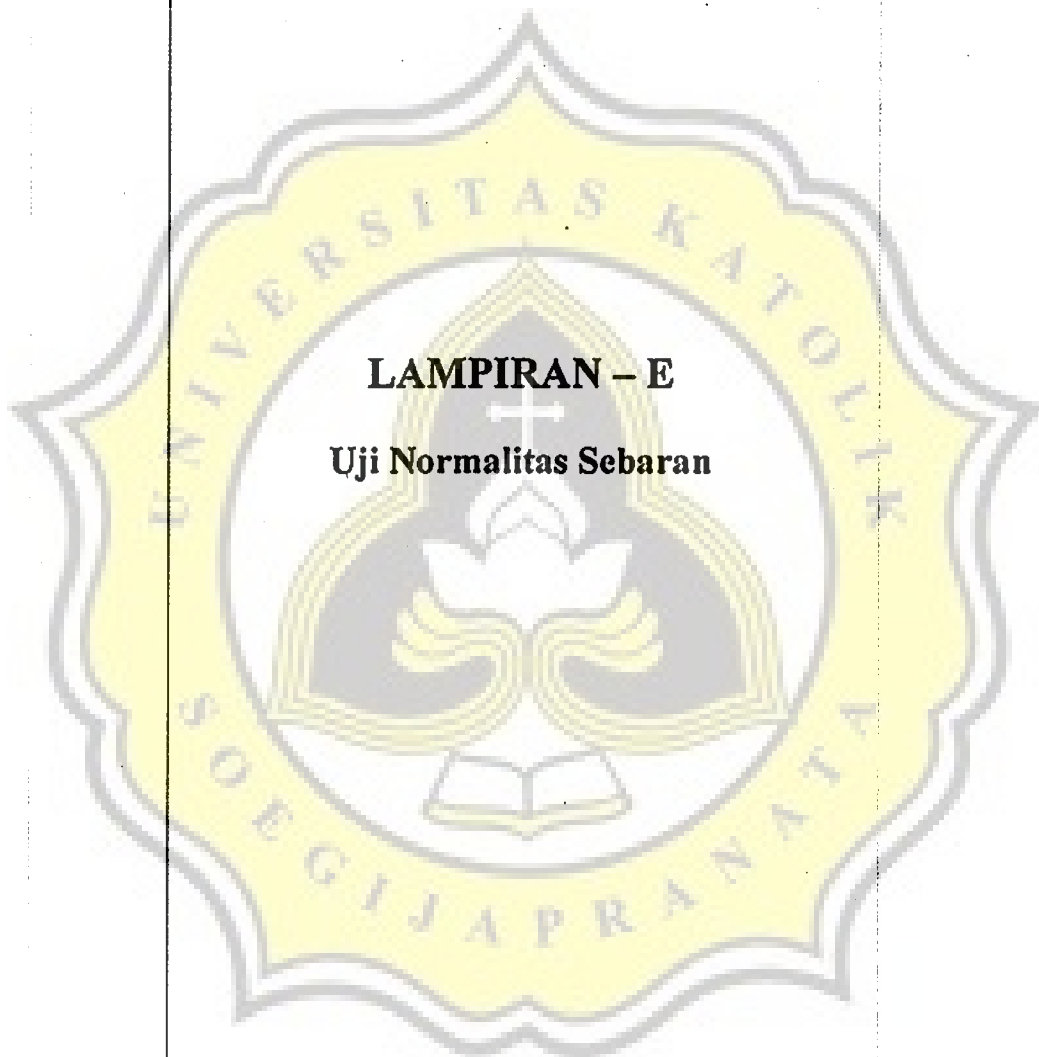 LAMPIRAN – E
Uji Normalitas Sebaran
UNIVERSITAS KATOLIK
SOEGIJAPRANATA